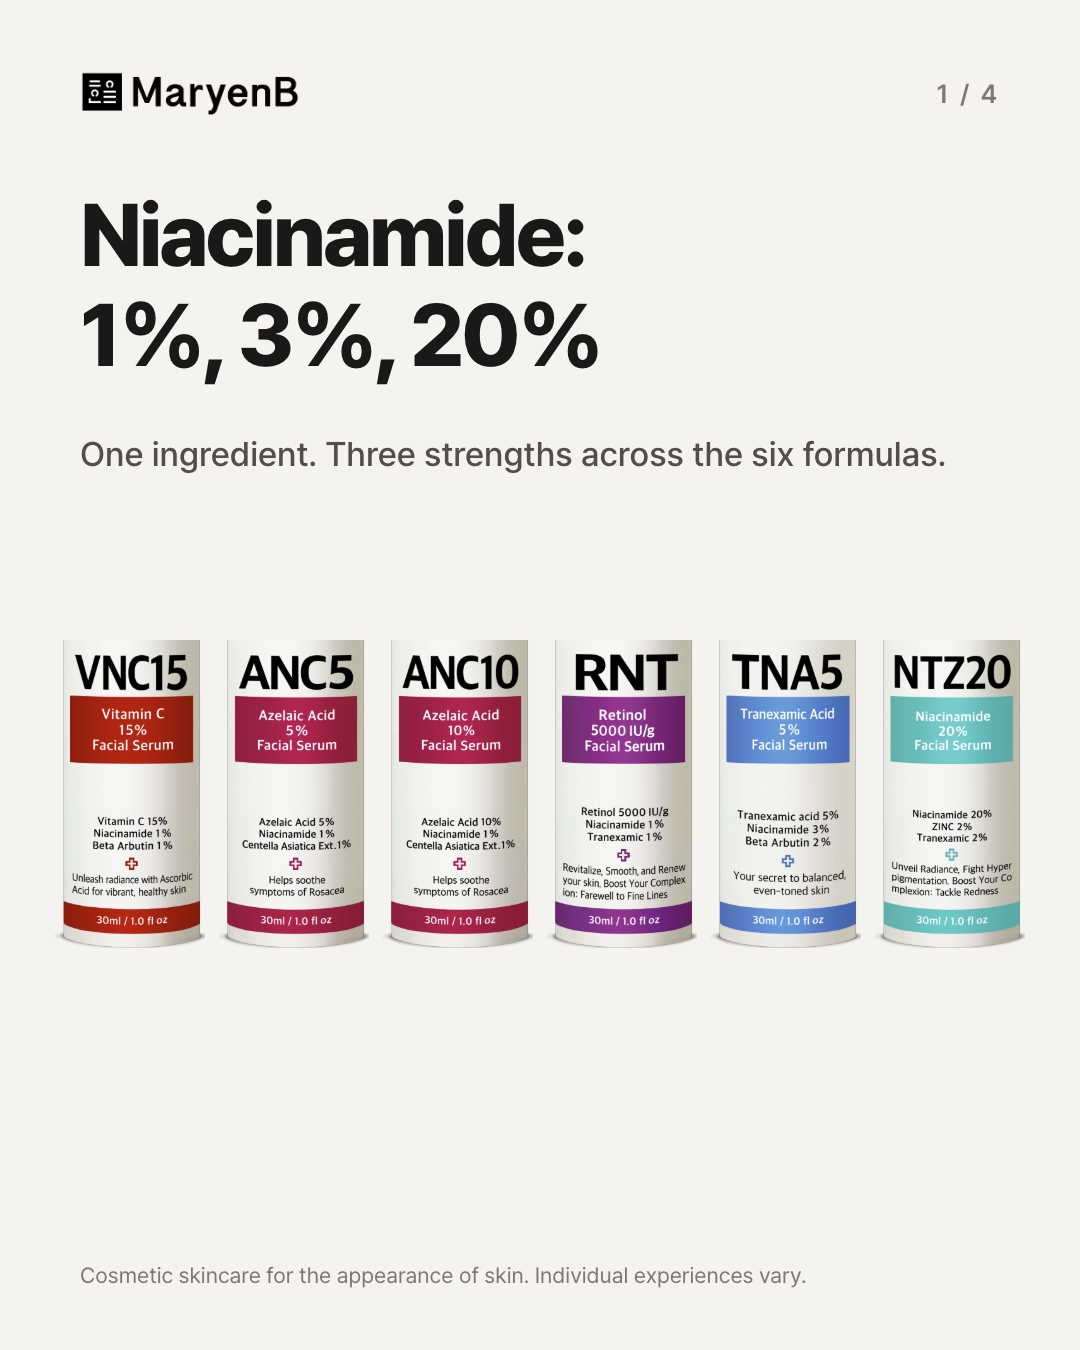 MaryenB
1 / 4
Niacinamide:
1%, 3%, 20%
One ingredient. Three strengths across the six formulas.
VNC15
Vitamin C
15%
Facial Serum
Vitamin C 15%
Niacinamide 1%
Beta Arbutin 1%
Unleash radiance with Ascorbic
Acid for vibrant, healthy skin
30ml / 1.0 fl oz
ANC5
Azelaic Acid
5%
Facial Serum
Azelaic Acid 5%
Niacinamide 1%
Centella Asiatica Ext.1%
Helps soothe
symptoms of Rosacea
30ml / 1.0 fl oz
ANC10
Azelaic Acid
10%
Facial Serum
Azelaic Acid 10%
Niacinamide 1%
Centella Asiatica Ext.1%
Helps soothe
symptoms of Rosacea
30ml / 1.0 fl oz
RNT
Retinol
5000 IU/g
Facial Serum
Retinol 5000 IU/g
Niacinamide 1%
Tranexamic 1%
Revitalize, Smooth, and Renew
your skin. Boost Your Complex
ion: Farewell to Fine Lines
30ml / 1.0 fl oz
TNA5
Tranexamic Acid
5%
Facial Serum
Tranexamic acid 5%
Niacinamide 3%
Beta Arbutin 2%
Your secret to balanced,
even-toned skin
30ml / 1.0 fl oz
NTZ20
Niacinamide
20%
Facial Serum
Niacinamide 20%
ZINC 2%
Tranexamic 2%
Unveil Radiance, Fight Hyper
pigmentation. Boost Your Co
mplexion: Tackle Redness
30ml / 1.0 fl oz
Cosmetic skincare for the appearance of skin. Individual experiences vary.